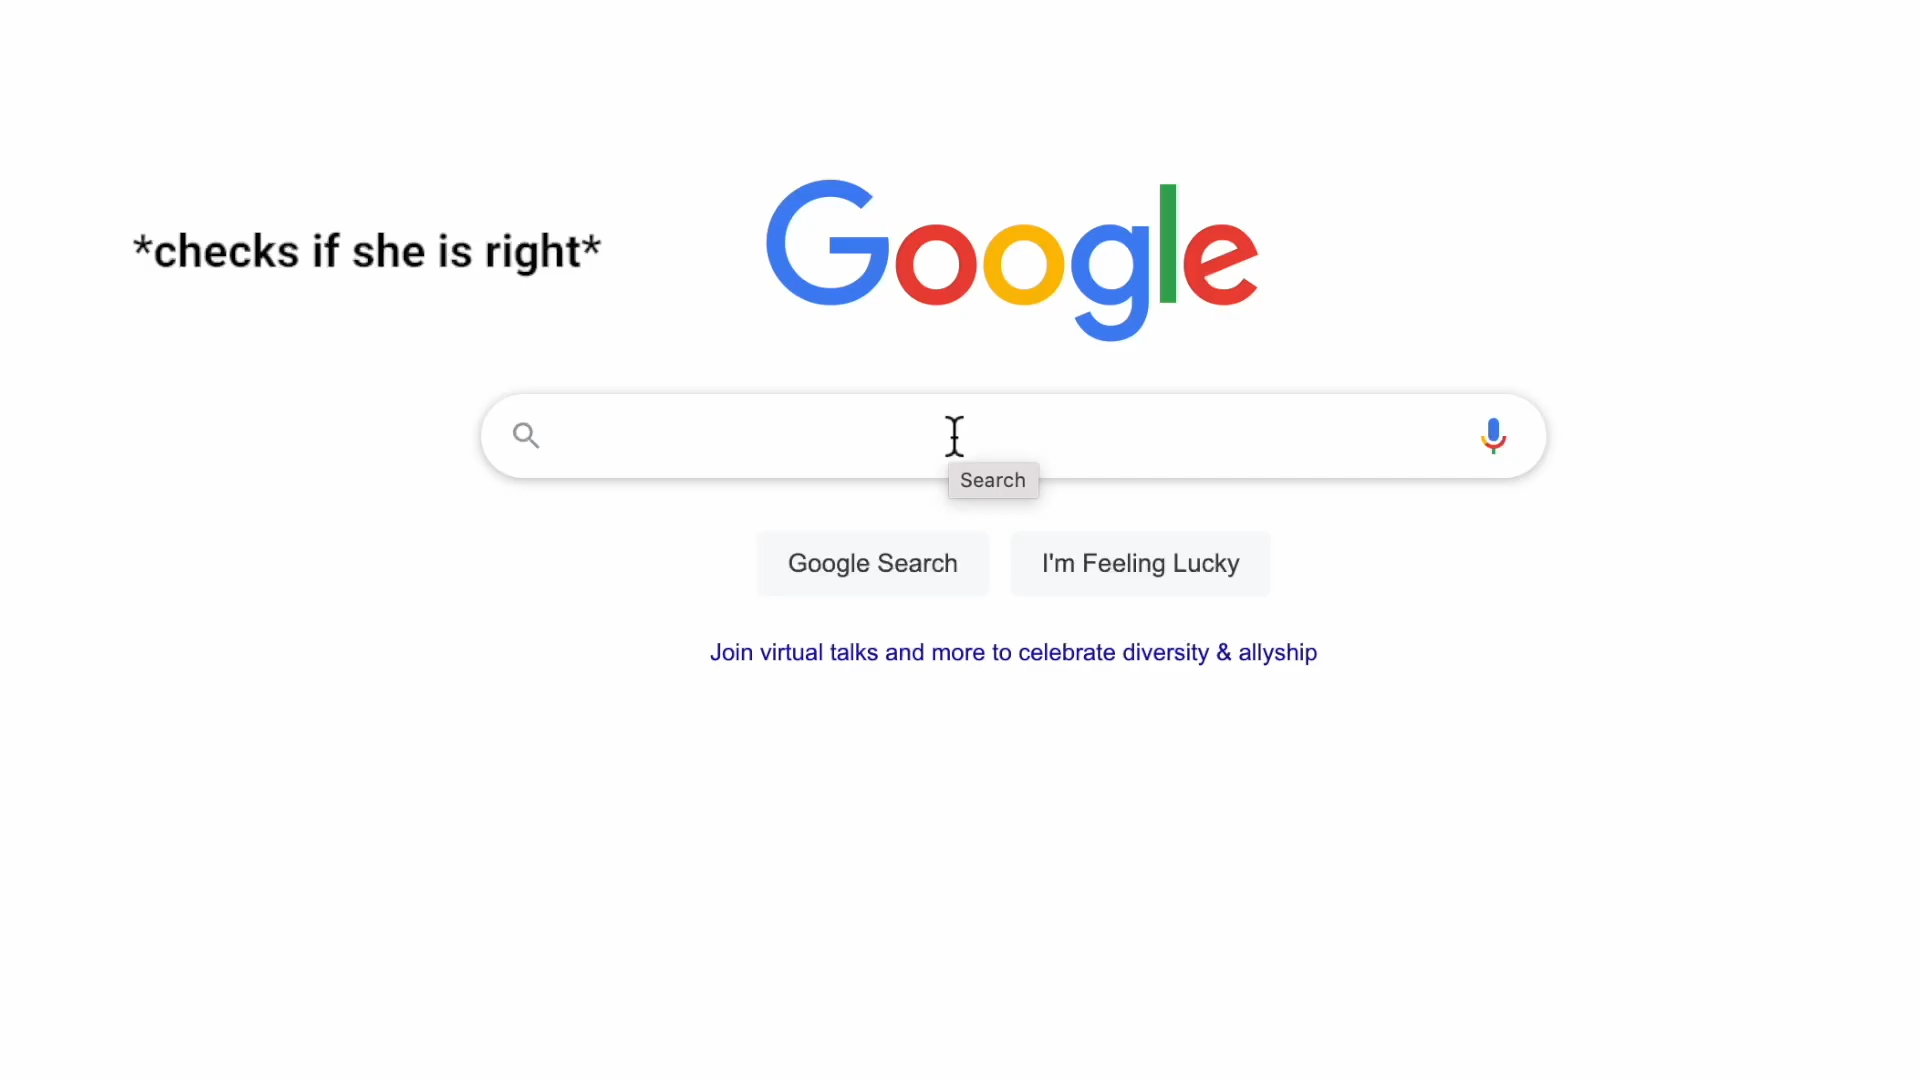 *checks if she is right*
Google
Search
Google Search
I'm Feeling Lucky
Join virtual talks and more to celebrate diversity & allyship